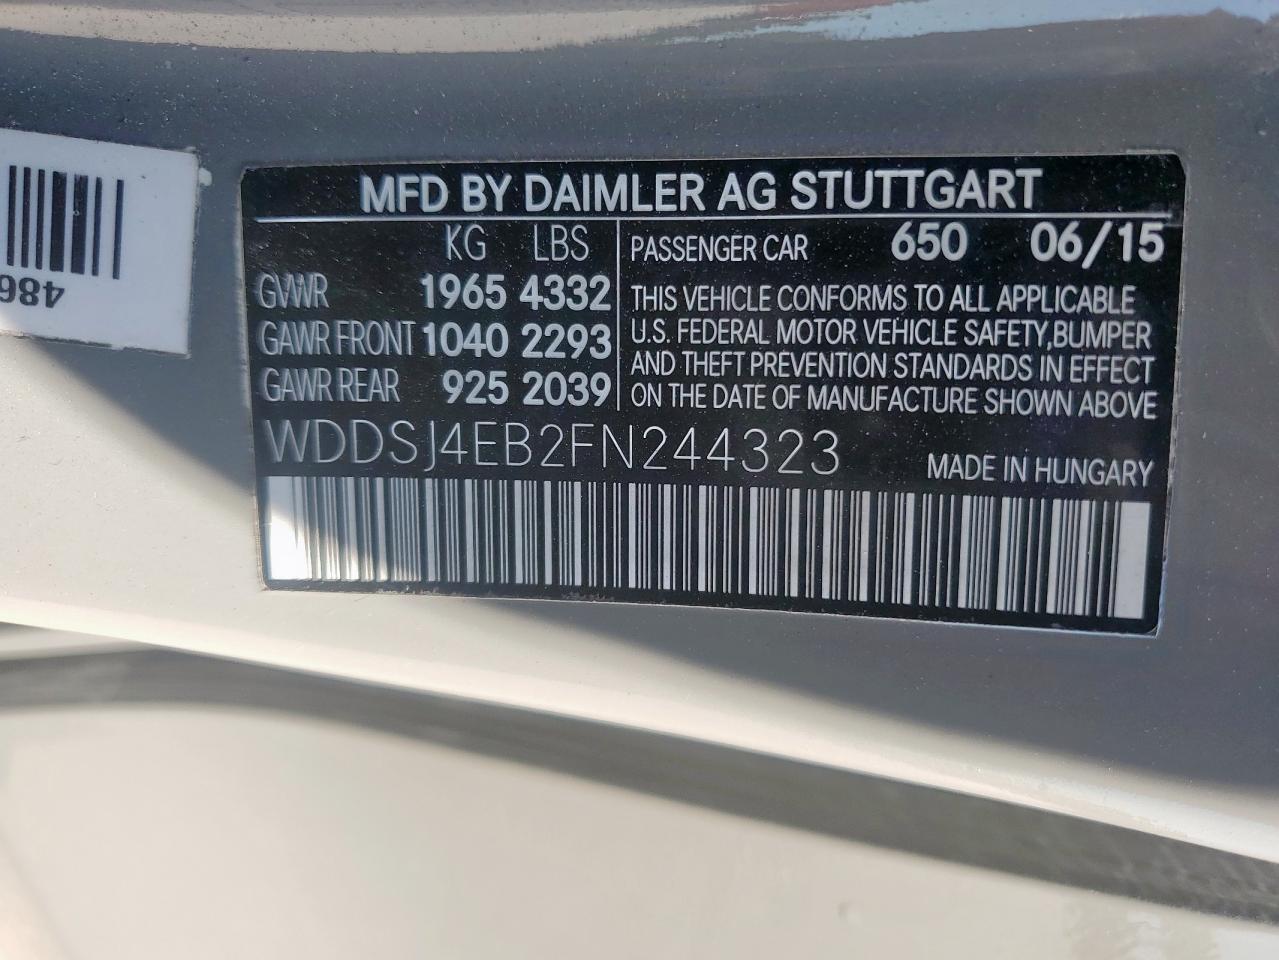 MFD BY DAIMLER AG STUTTGART
KG LBS
GVWR 1965 4332
GAWR FRONT 1040 2293
GAWR REAR 925 2039
PASSENGER CAR 650 06/15
THIS VEHICLE CONFORMS TO ALL APPLICABLE
U.S. FEDERAL MOTOR VEHICLE SAFETY,BUMPER
AND THEFT PREVENTION STANDARDS IN EFFECT
ON THE DATE OF MANUFACTURE SHOWN ABOVE
WDDSJ4EB2FN244323
MADE IN HUNGARY